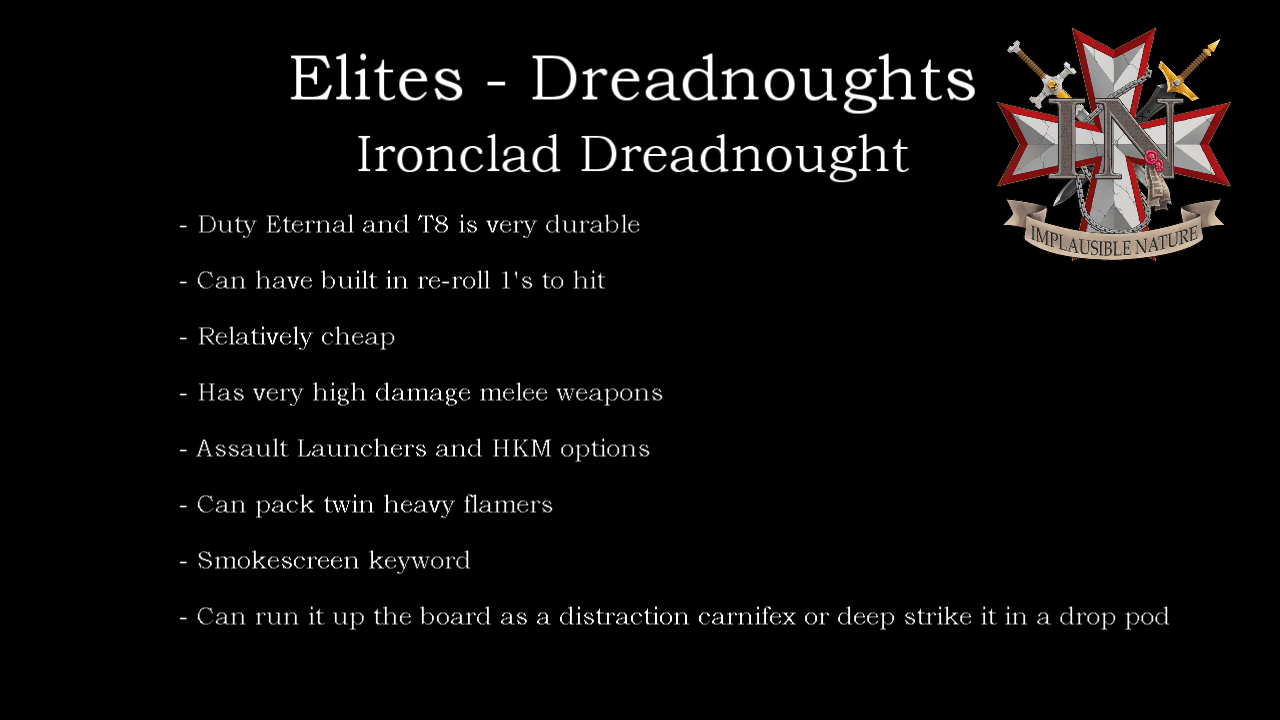 Elites - Dreadnoughts
Ironclad Dreadnought
IN
IMPLAUSIBLE NATURE
- Duty Eternal and T8 is very durable
- Can have built in re-roll 1's to hit
- Relatively cheap
- Has very high damage melee weapons
- Assault Launchers and HKM options
- Can pack twin heavy flamers
- Smokescreen keyword
- Can run it up the board as a distraction carnifex or deep strike it in a drop pod